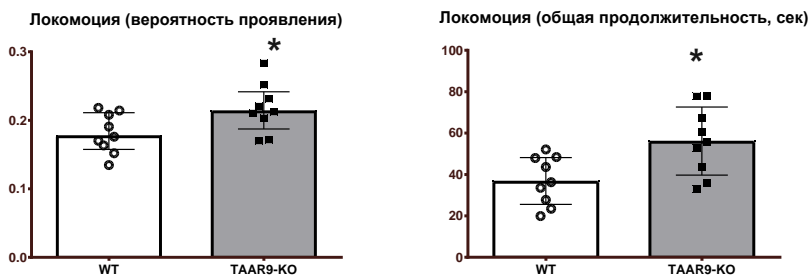 Локомоция (вероятность проявления)
*
0.3
0.2
0.1
0.0
WT
TAAR9-KO
Локомоция (общая продолжительность, сек)
*
100
80
60
40
20
0
WT
TAAR9-KO